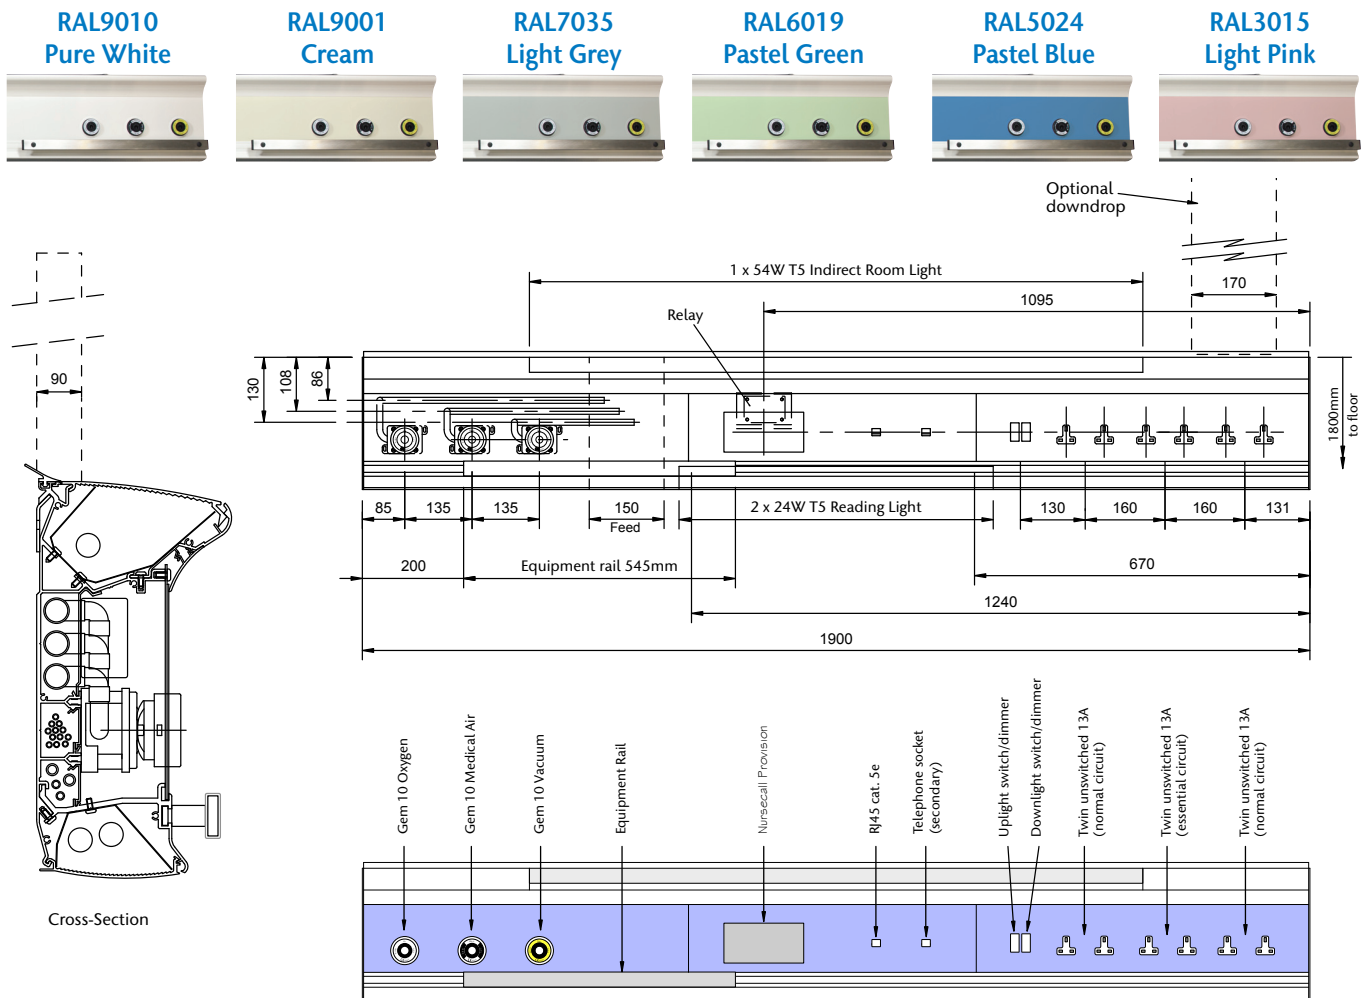 RAL9010
Pure White
RAL9001
Cream
RAL7035
Light Grey
RAL6019
Pastel Green
RAL5024
Pastel Blue
RAL3015
Light Pink
Optional
downdrop
1 x 54W T5 Indirect Room Light
170
1095
Relay
90
130
108
86
1800mm
to floor
85
135
135
150
Feed
2 x 24W T5 Reading Light
130
160
160
131
200
Equipment rail 545mm
670
1240
1900
Gem 10 Oxygen
Gem 10 Medical Air
Gem 10 Vacuum
Equipment Rail
Nursecall Provision
RJ45 cat. 5e
Telephone socket
(secondary)
Uplight switch/dimmer
Downlight switch/dimmer
Twin unswitched 13A
(normal circuit)
Twin unswitched 13A
(essential circuit)
Twin unswitched 13A
(normal circuit)
Cross-Section